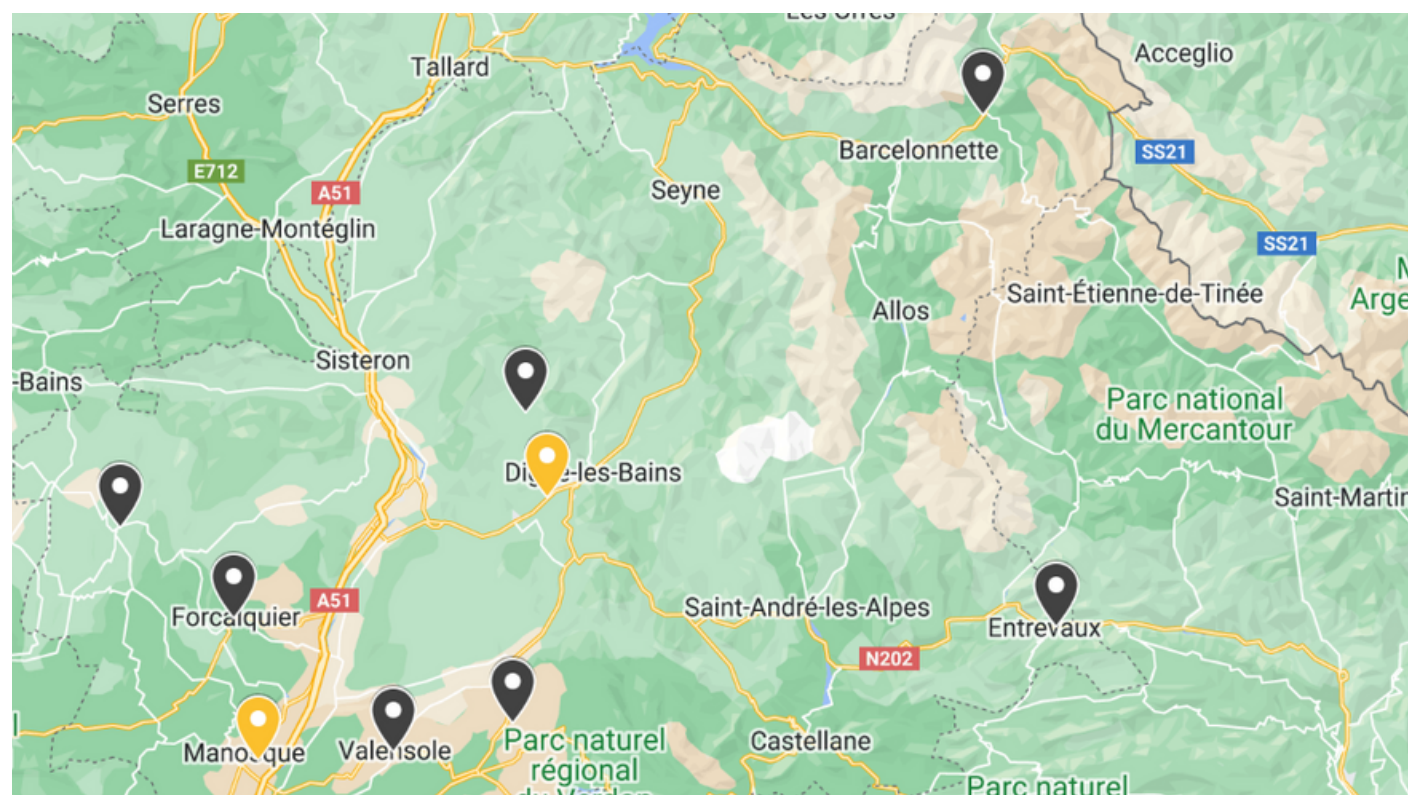 Les Orres
Acceglio
Tallard
Serres
Barcelonnette
SS21
E712
A51
Seyne
Laragne-Montéglin
SS21
M
Arge
Saint-Étienne-de-Tinée
Allos
Sisteron
-Bains
Parc national
du Mercantour
Digne-les-Bains
Saint-Martin
A51
Forcalquier
Saint-André-les-Alpes
Entrevaux
N202
l
Manosque
Valensole
Parc naturel
régional
du Verdon
Castellane
Parc naturel